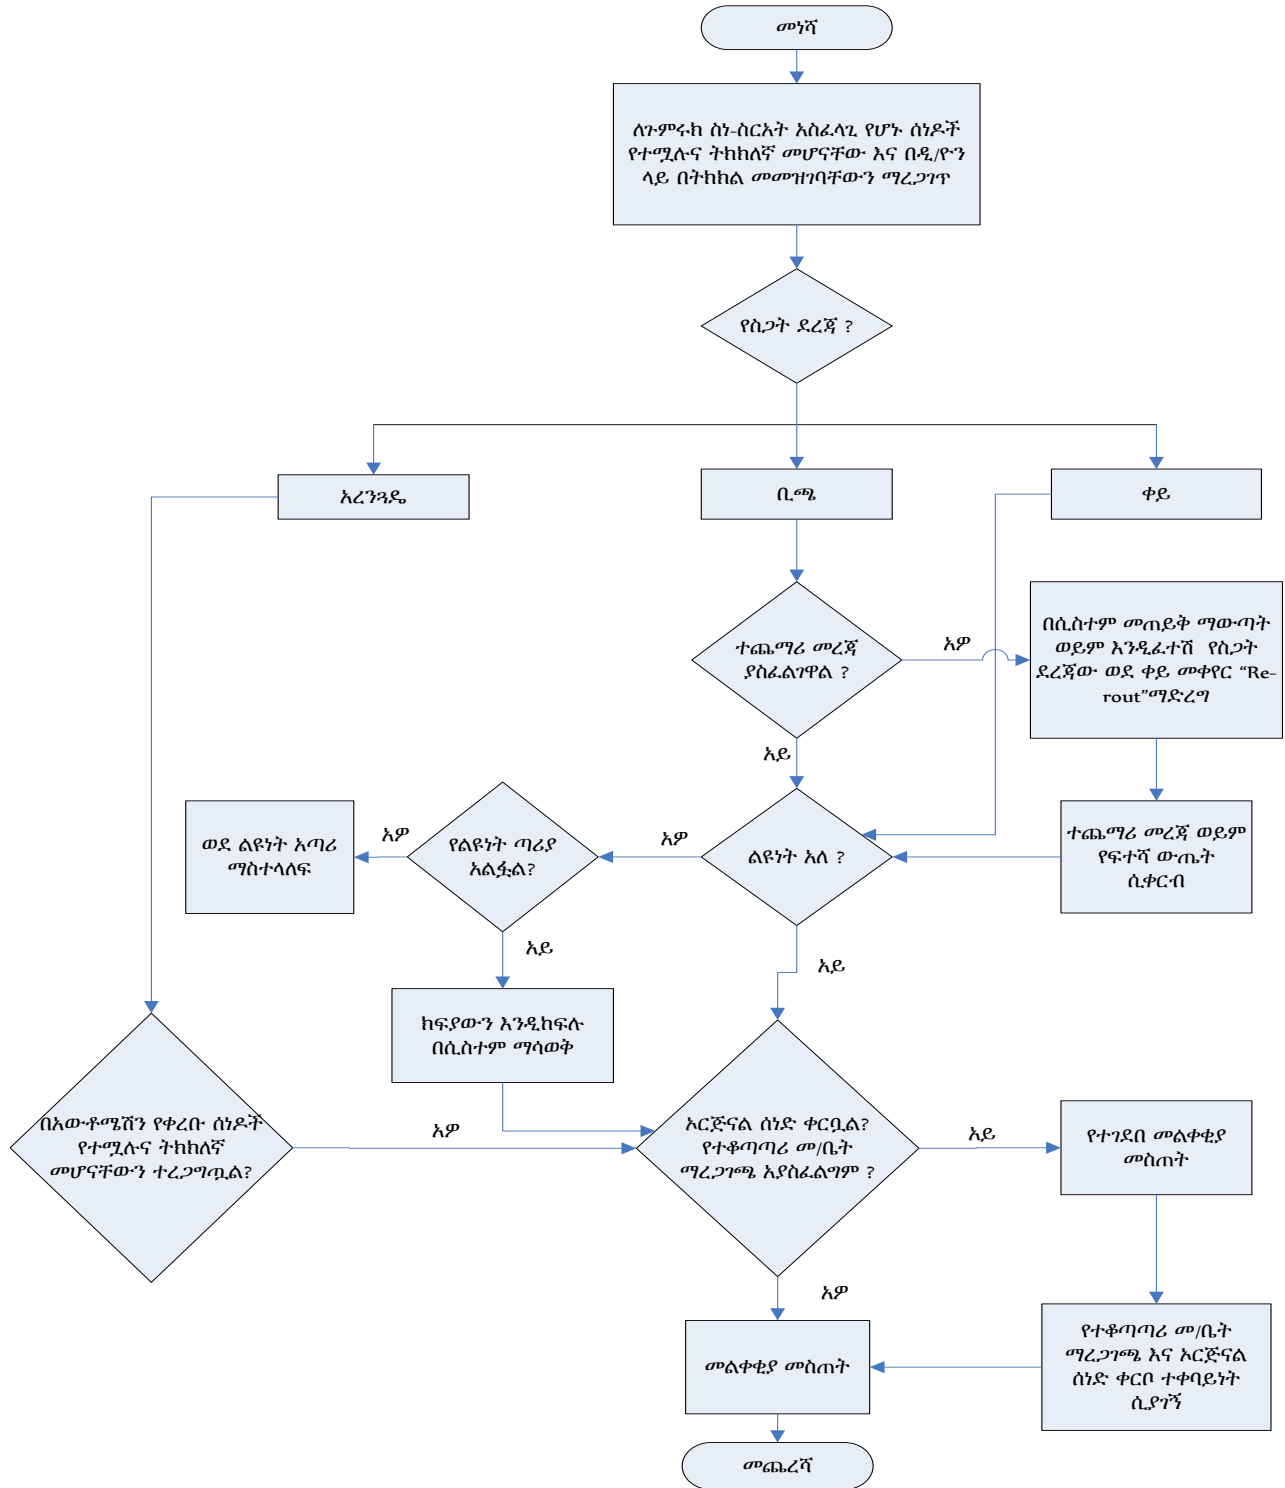 መነሻ
ለጉምሩክ ስነ-ስርአት አስፈላጊ የሆኑ ሰነዶች
የተሟሉና ትክክለኛ መሆናቸው እና በዲ/ዮን
ላይ በትክክል መመዝገባቸውን ማረጋገጥ
የስጋት ደረጃ ?
አረንጓዴ
ቢጫ
ቀይ
ተጨማሪ መረጃ
ያስፈልገዋል ?
አዎ
በሲስተም መጠይቅ ማውጣት
ወይም እንዲፈተሽ የስጋት
ደረጃው ወደ ቀይ መቀየር “Re-
rout”ማድረግ
አይ
ወደ ልዩነት አጣሪ
ማስተላለፍ
አዎ
የልዩነት ጣሪያ
አልፏል?
አዎ
ልዩነት አለ ?
ተጨማሪ መረጃ ወይም
የፍተሻ ውጤት
ሲቀርብ
አይ
አይ
ክፍያውን እንዲከፍሉ
በሲስተም ማሳወቅ
በአውቶሜሽን የቀረቡ ሰነዶች
የተሟሉና ትክክለኛ
መሆናቸውን ተረጋግጧል?
አዎ
ኦርጅናል ሰነድ ቀርቧል?
የተቆጣጣሪ መ/ቤት
ማረጋገጫ አያስፈልግም ?
አይ
የተገደበ መልቀቂያ
መስጠት
አዎ
መልቀቂያ መስጠት
የተቆጣጣሪ መ/ቤት
ማረጋገጫ እና ኦርጅናል
ሰነድ ቀርቦ ተቀባይነት
ሲያገኝ
መጨረሻ